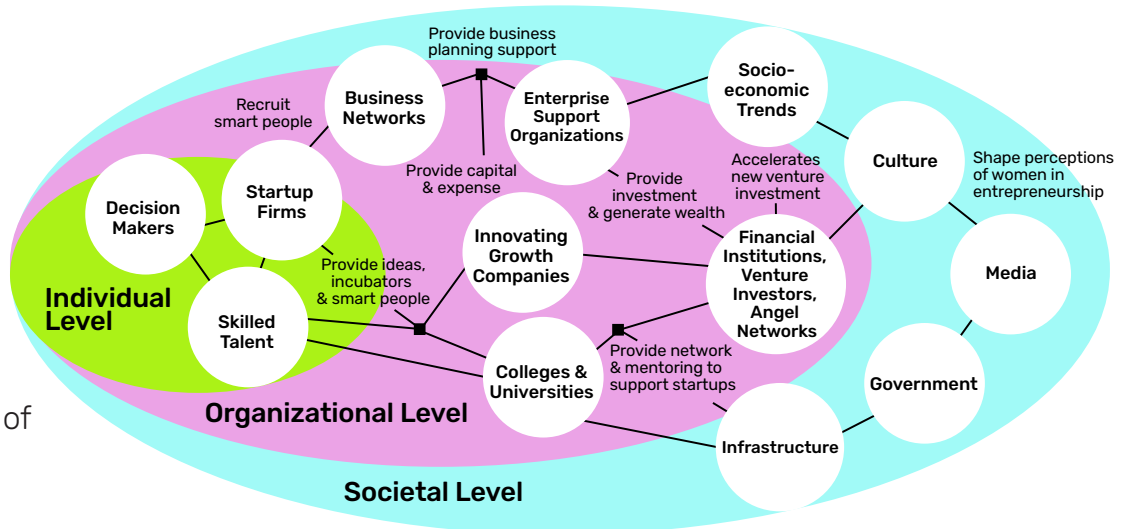 Provide business
planning support
Socio-
economic
Trends
Business
Networks
Enterprise
Support
Organizations
Recruit
smart people
Culture
Shape perceptions
of women in
entrepreneurship
Accelerates
new venture
investment
Provide capital
& expense
Provide
investment
& generate wealth
Startup
Firms
Decision
Makers
Innovating
Growth
Companies
Financial
Institutions,
Venture
Investors,
Angel
Networks
Media
Provide ideas,
incubators
& smart people
Individual
Level
Skilled
Talent
Provide network
& mentoring to
support startups
Colleges &
Universities
Government
of
Organizational Level
Infrastructure
Societal Level